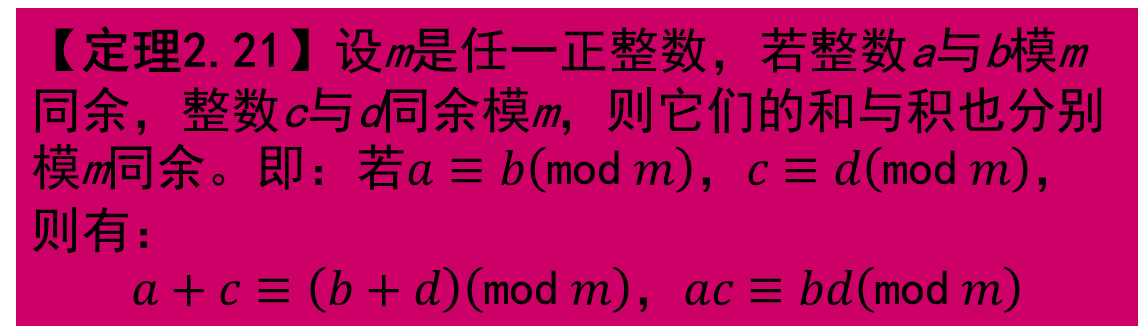 【定理2.21】设m是任一正整数，若整数a与b模m
同余，整数c与d同余模m，则它们的和与积也分别
模m同余。即：若a ≡ b(mod m)，c ≡ d(mod m)，
则有：
a + c ≡ (b + d)(mod m)，ac ≡ bd(mod m)